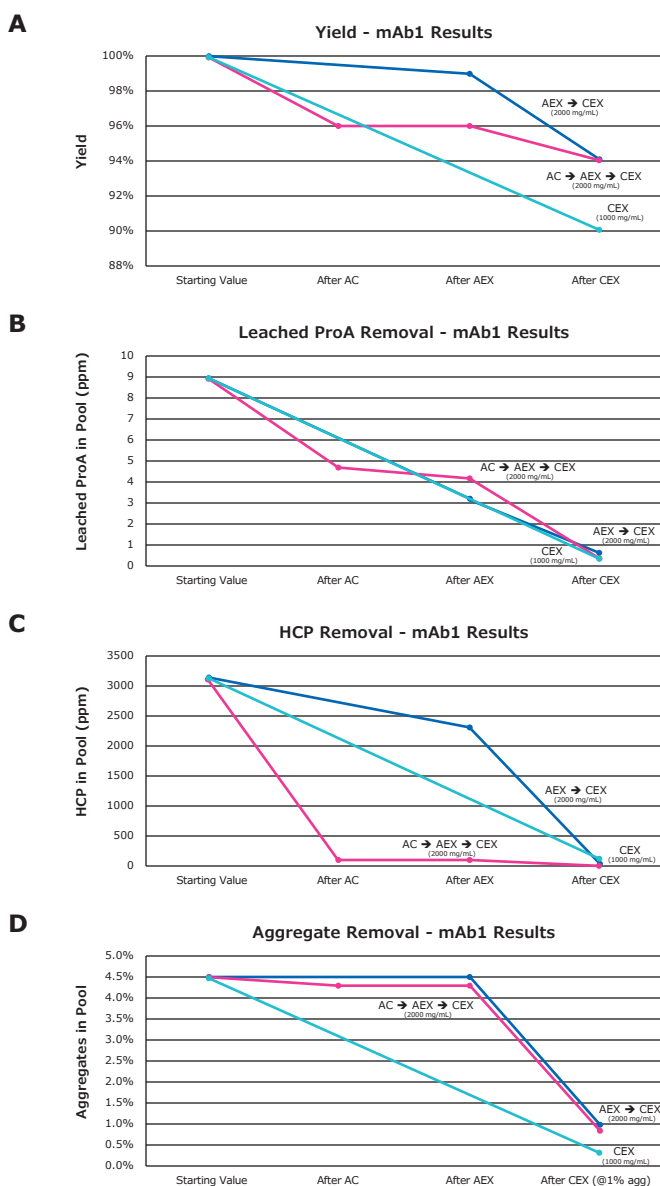 A
Yield - mAb1 Results
Yield
100%
98%
96%
94%
92%
90%
88%
AEX ➔ CEX
(2000 mg/mL)
AC ➔ AEX ➔ CEX
(2000 mg/mL)
CEX
(1000 mg/mL)
Starting Value After AC After AEX After CEX
B
Leached ProA Removal - mAb1 Results
Leached ProA in Pool (ppm)
10
9
8
7
6
5
4
3
2
1
0
AC ➔ AEX ➔ CEX
(2000 mg/mL)
AEX ➔ CEX
(2000 mg/mL)
CEX
(1000 mg/mL)
Starting Value After AC After AEX After CEX
C
HCP Removal - mAb1 Results
HCP in Pool (ppm)
3500
3000
2500
2000
1500
1000
500
0
AEX ➔ CEX
(2000 mg/mL)
AC ➔ AEX ➔ CEX
(2000 mg/mL)
CEX
(1000 mg/mL)
Starting Value After AC After AEX After CEX
D
Aggregate Removal - mAb1 Results
Aggregates in Pool
5.0%
4.5%
4.0%
3.5%
3.0%
2.5%
2.0%
1.5%
1.0%
0.5%
0.0%
AC ➔ AEX ➔ CEX
(2000 mg/mL)
AEX ➔ CEX
(2000 mg/mL)
CEX
(1000 mg/mL)
Starting Value After AC After AEX After CEX (@1% agg)